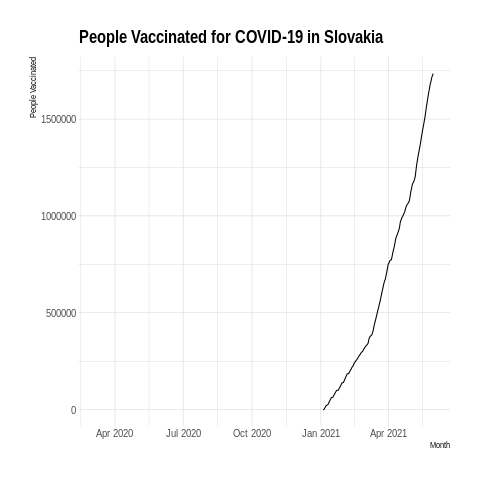 People Vaccinated for COVID-19 in Slovakia
People Vaccinated
1500000
1000000
500000
0
Apr 2020 Jul 2020 Oct 2020 Jan 2021 Apr 2021
Month